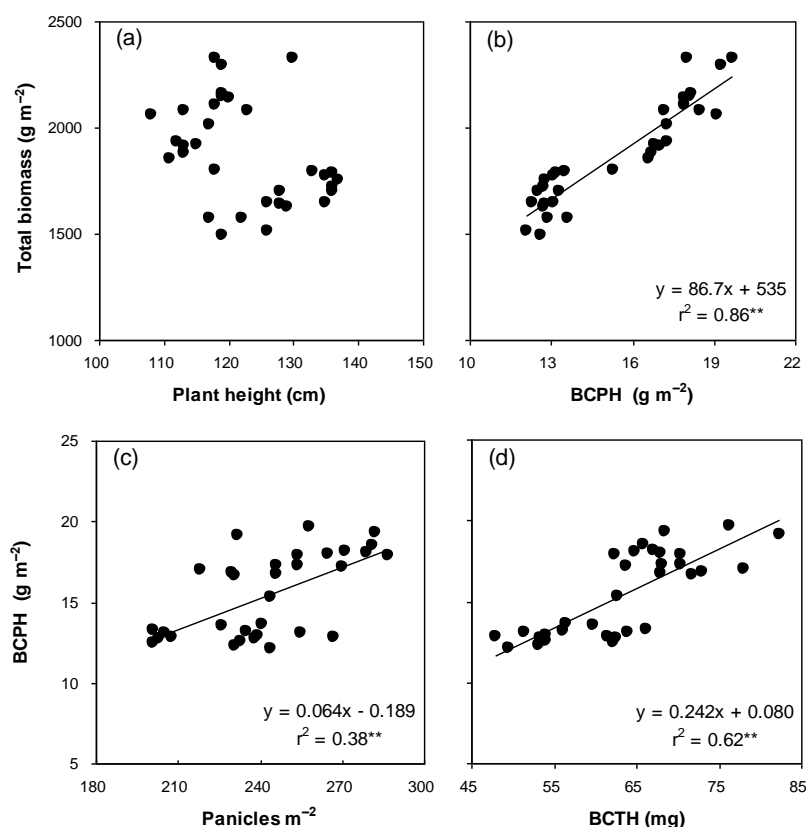 (a)
Total biomass (g m⁻²)
2500
2000
1500
1000
100 110 120 130 140 150
Plant height (cm)
(b)
y = 86.7x + 535
r² = 0.86**
10 13 16 19 22
BCPH (g m⁻²)
(c)
BCPH (g m⁻²)
25
20
15
10
5
y = 0.064x - 0.189
r² = 0.38**
180 210 240 270 300
Panicles m⁻²
(d)
y = 0.242x + 0.080
r² = 0.62**
45 55 65 75 85
BCTH (mg)